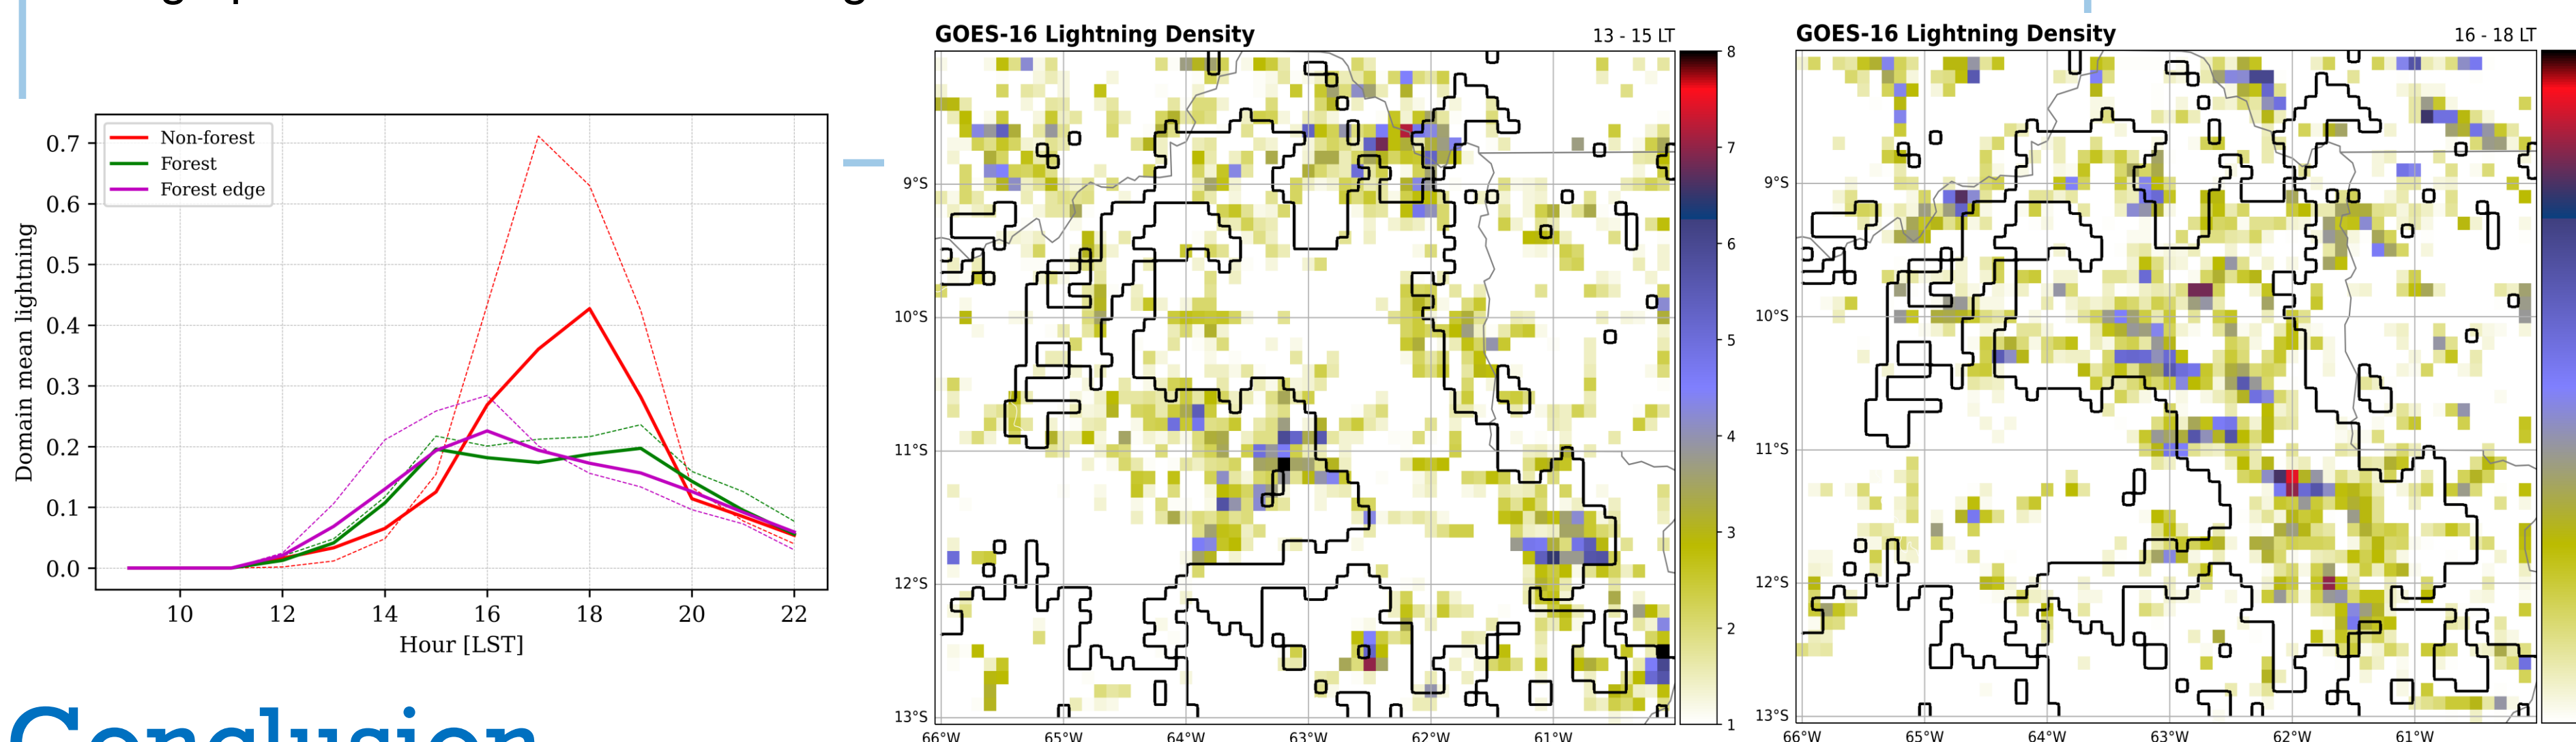 Non-forest
Forest
Forest edge
0.7
0.6
0.5
0.4
0.3
0.2
0.1
0.0
Domain mean lightning
10 12 14 16 18 20 22
Hour [LST]
GOES-16 Lightning Density 13 - 15 LT
9°S
10°S
11°S
12°S
13°S
66°W 65°W 64°W 63°W 62°W 61°W
8
7
6
5
4
3
2
1
GOES-16 Lightning Density 16 - 18 LT
9°S
10°S
11°S
12°S
13°S
66°W 65°W 64°W 63°W 62°W 61°W
Conclusion